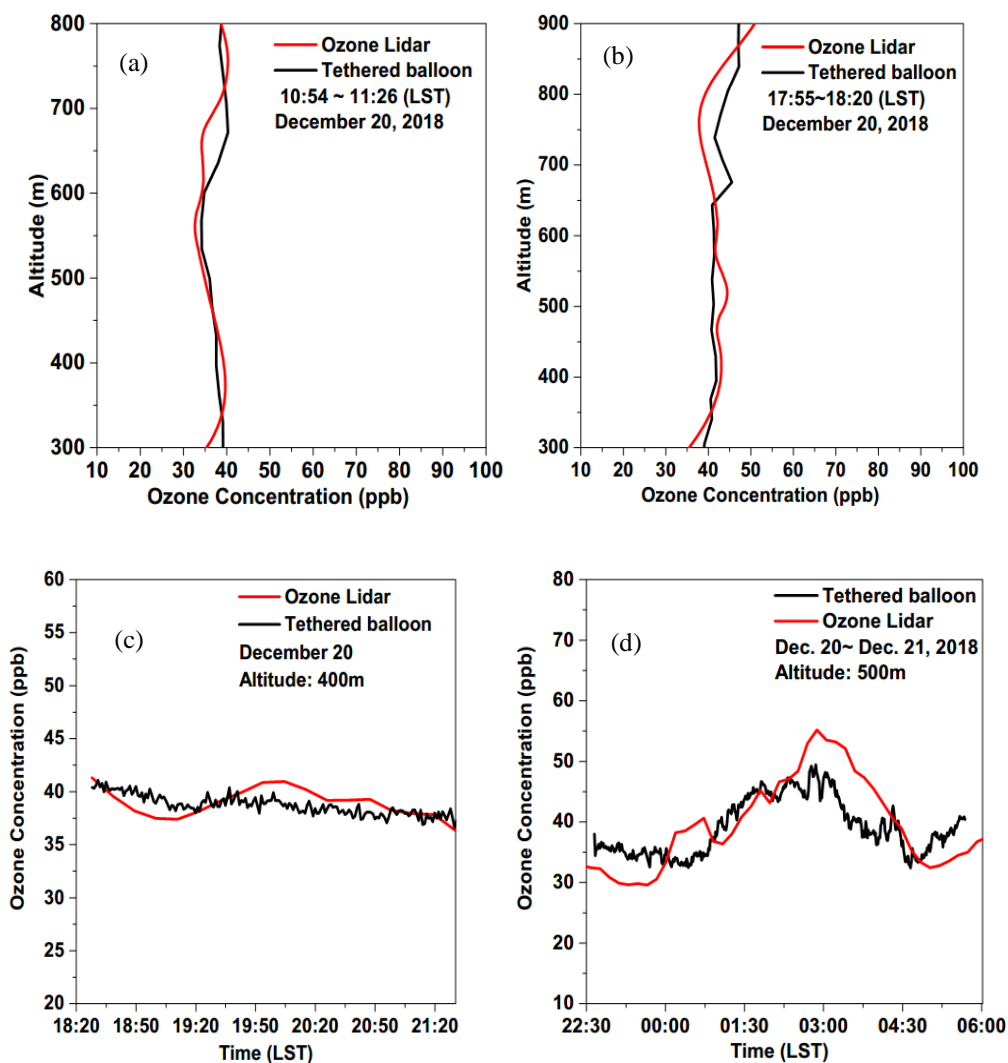 800
700
600
500
400
300
Altitude (m)
(a)
Ozone Lidar
Tethered balloon
10:54 ~ 11:26 (LST)
December 20, 2018
10 20 30 40 50 60 70 80 90 100
Ozone Concentration (ppb)
900
800
700
600
500
400
300
Altitude (m)
(b)
Ozone Lidar
Tethered balloon
17:55~18:20 (LST)
December 20, 2018
10 20 30 40 50 60 70 80 90 100
Ozone Concentration (ppb)
60
55
50
45
40
35
30
25
20
Ozone Concentration (ppb)
(c)
Ozone Lidar
Tethered balloon
December 20
Altitude: 400m
18:20 18:50 19:20 19:50 20:20 20:50 21:20
Time (LST)
80
70
60
50
40
30
20
10
Ozone Concentration (ppb)
(d)
Tethered balloon
Ozone Lidar
Dec. 20~ Dec. 21, 2018
Altitude: 500m
22:30 00:00 01:30 03:00 04:30 06:00
Time (LST)